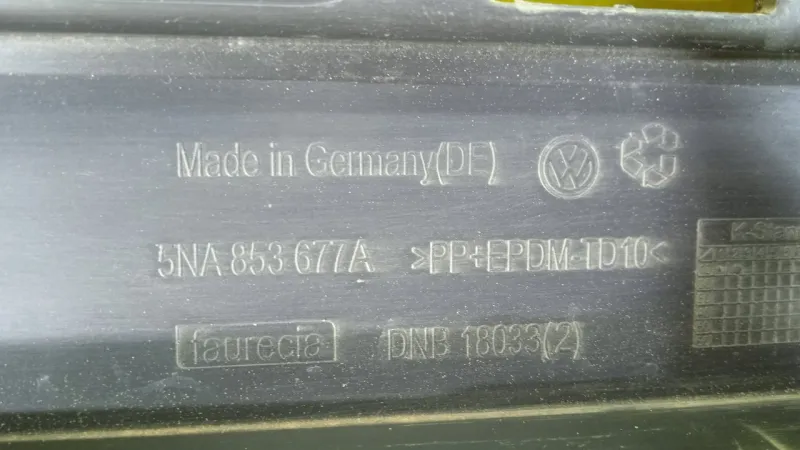 Made in Germany(DE)
5NA 853 677A >PP+EPDM-TD10<
faurecia DNB 18033(2)